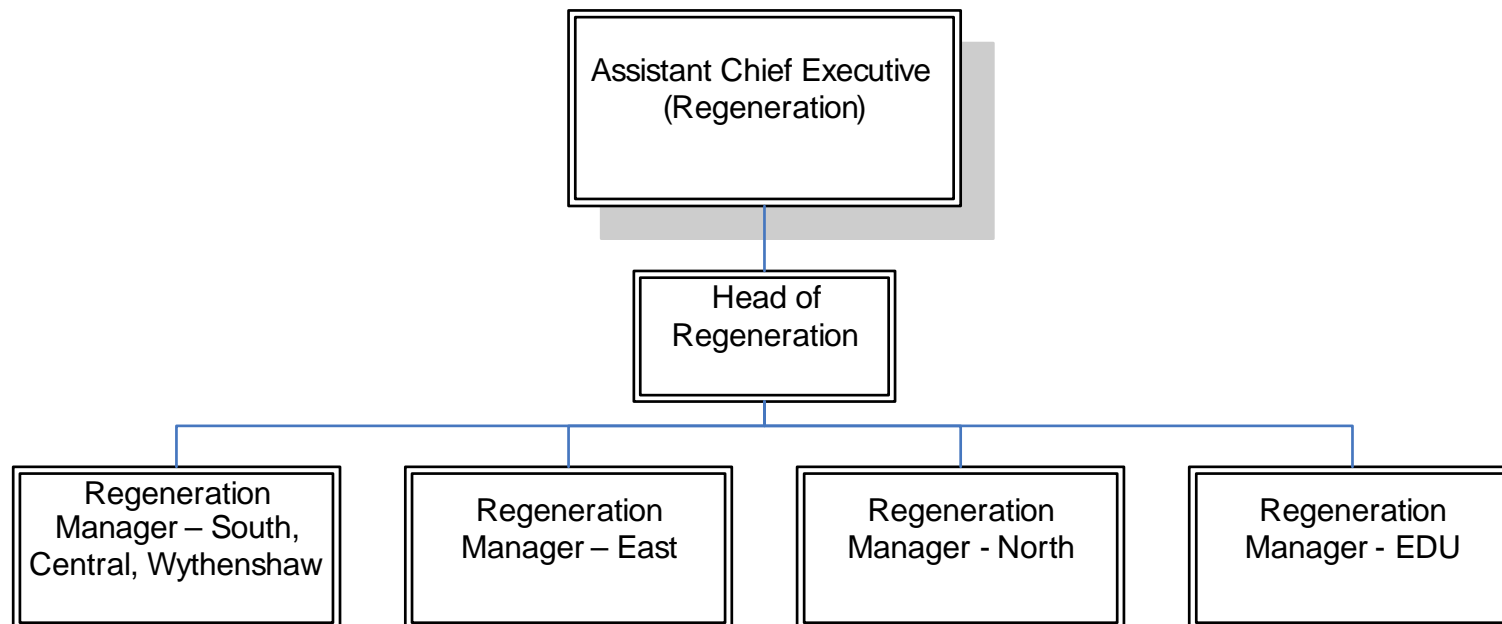 Assistant Chief Executive
(Regeneration)
Head of
Regeneration
Regeneration
Manager – South,
Central, Wythenshaw
Regeneration
Manager – East
Regeneration
Manager - North
Regeneration
Manager - EDU